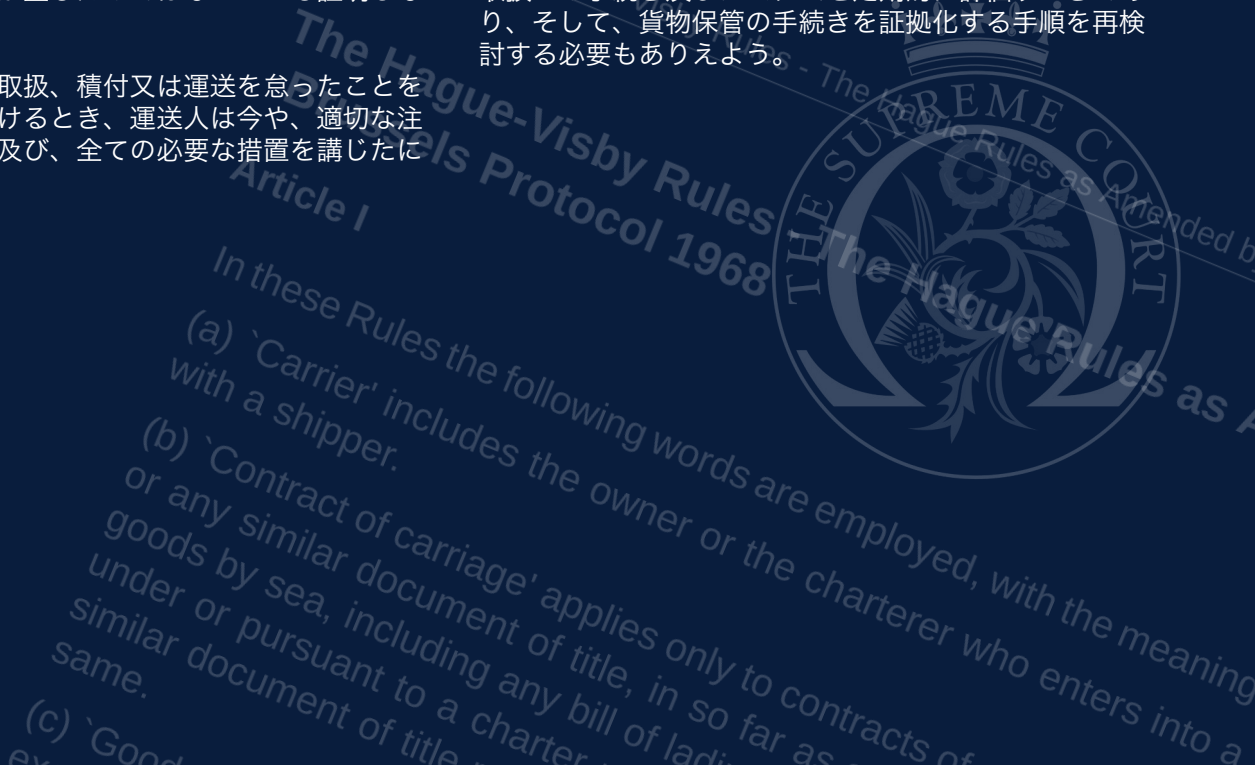 取扱、積付又は運送を怠ったことを
けるとき、運送人は今や、適切な注
及び、全ての必要な措置を講じたに
り、そして、貨物保管の手続きを証拠化する手順を再検
討する必要もありえよう。
The Hague-Visby Rules - The Hague Rules as Amended b
The Hague-Visby Rules - The Hague Rules as A
Brussels Protocol 1968
Article I
In these Rules the following words are employed, with the meaning
(a) `Carrier' includes the owner or the charterer who enters into a
with a shipper.
(b) `Contract of carriage' applies only to contracts of
or any similar document of title, in so far as
goods by sea, including any bill of ladi
under or pursuant to a charter
similar document of title
same.
(c) `Good
THE SUPREME COURT